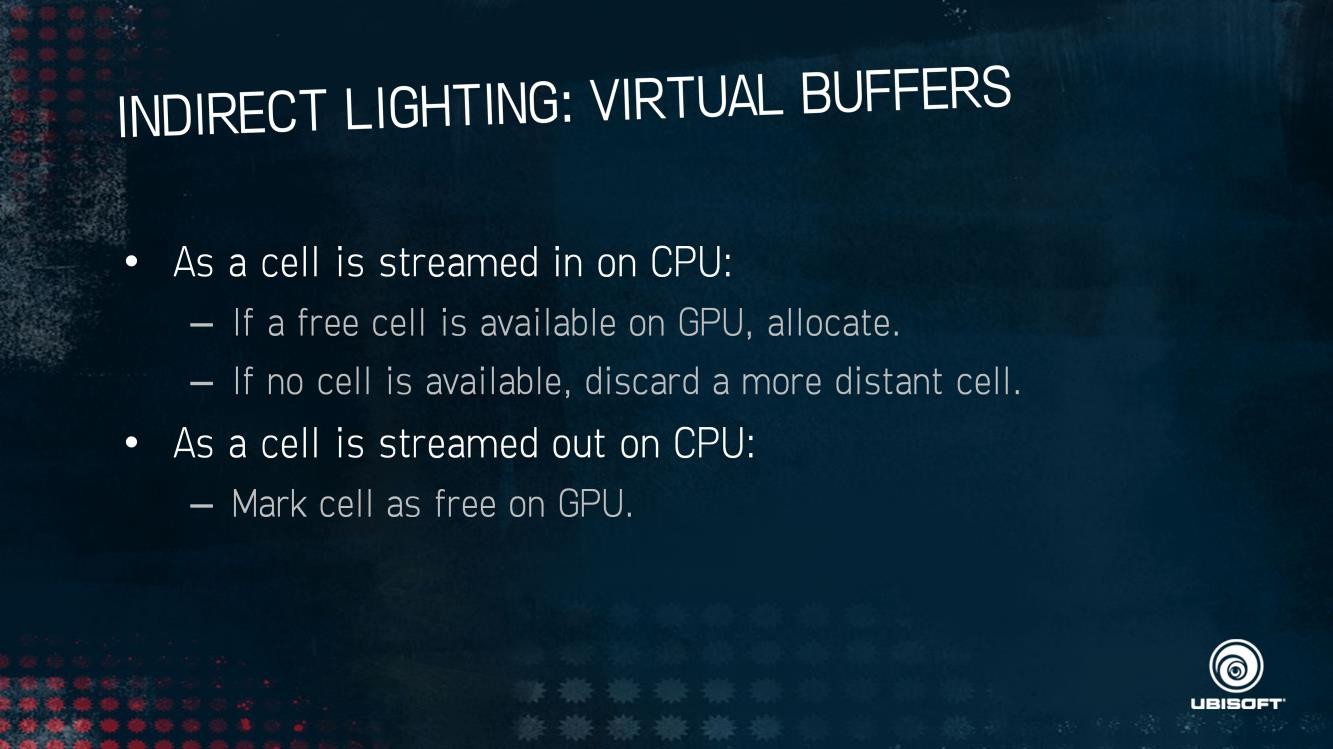 INDIRECT LIGHTING: VIRTUAL BUFFERS
• As a cell is streamed in on CPU:
– If a free cell is available on GPU, allocate.
– If no cell is available, discard a more distant cell.
• As a cell is streamed out on CPU:
– Mark cell as free on GPU.
UBISOFT